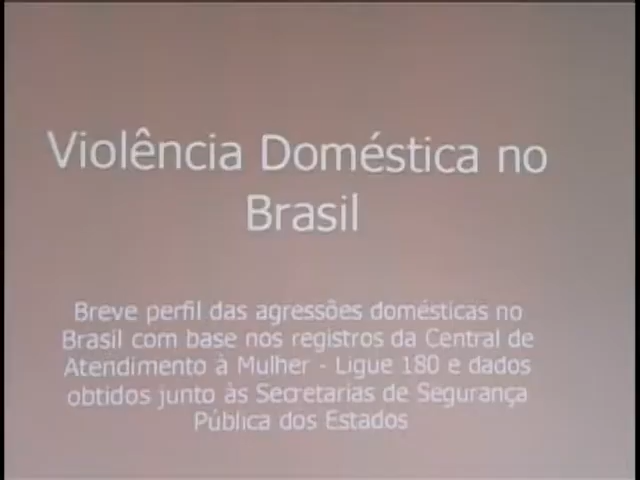 Violência Doméstica no
Brasil
Breve perfil das agressões domésticas no
Brasil com base nos registros da Central de
Atendimento à Mulher - Ligue 180 e dados
obtidos junto às Secretarias de Segurança
Pública dos Estados